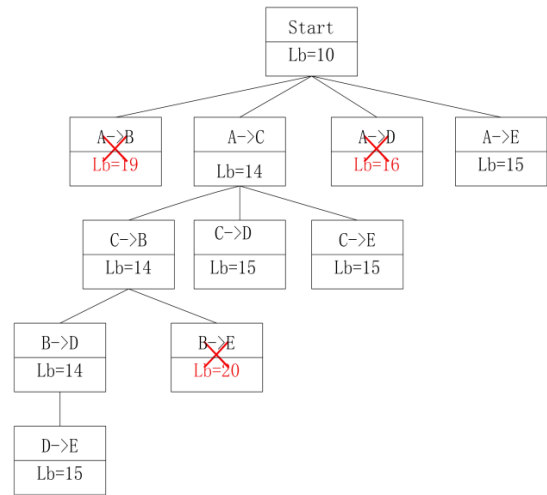 Start
Lb=10
A->B
Lb=19
A->C
Lb=14
A->D
Lb=16
A->E
Lb=15
C->B
Lb=14
C->D
Lb=15
C->E
Lb=15
B->D
Lb=14
B->E
Lb=20
D->E
Lb=15